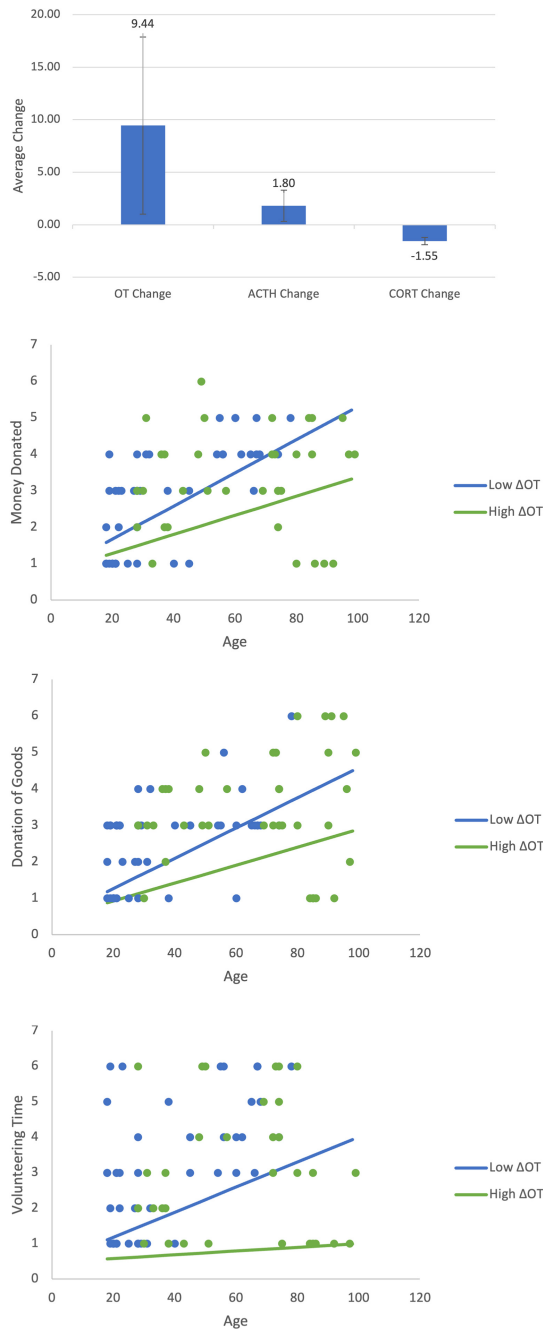 20.00
9.44
15.00
10.00
5.00
1.80
0.00
-1.55
-5.00
Average Change
OT Change ACTH Change CORT Change
7
6
5
4
3
2
1
0
Money Donated
0 20 40 60 80 100 120
Age
Low ΔOT
High ΔOT
7
6
5
4
3
2
1
0
Donation of Goods
0 20 40 60 80 100 120
Age
Low ΔOT
High ΔOT
7
6
5
4
3
2
1
0
Volunteering Time
0 20 40 60 80 100 120
Age
Low ΔOT
High ΔOT